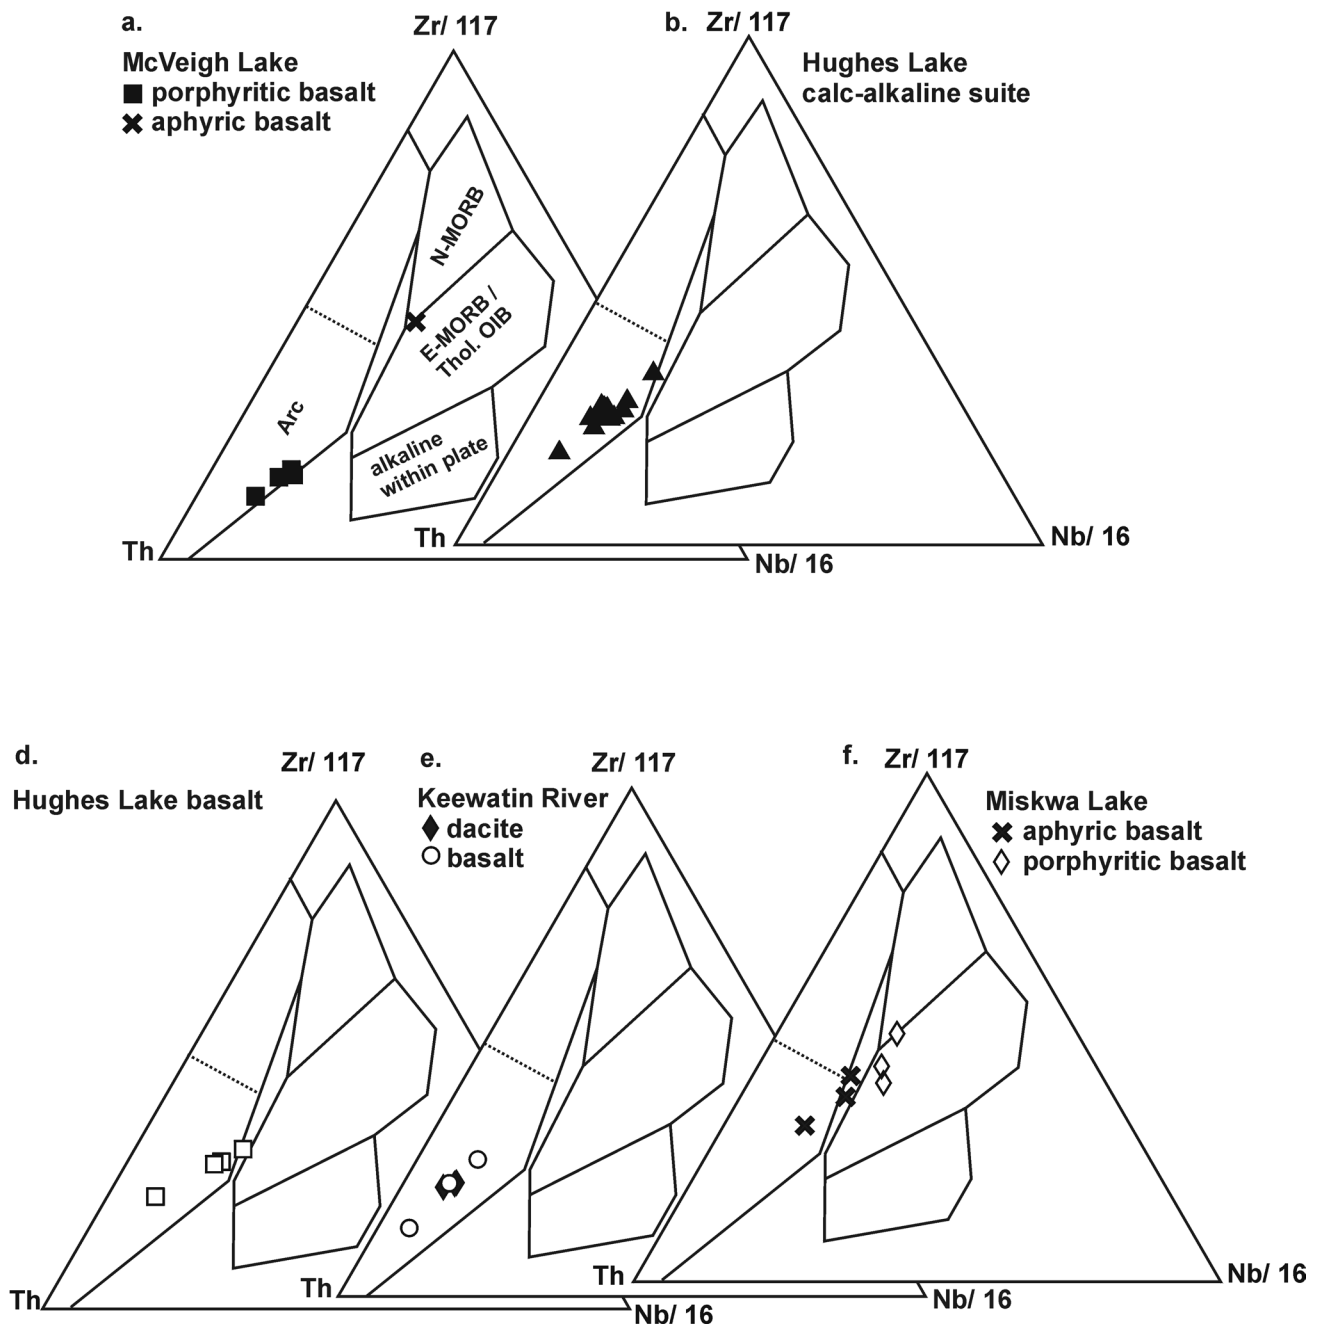 a.
Zr/ 117
McVeigh Lake
porphyritic basalt
aphyric basalt
N-MORB
E-MORB /
Thol. OIB
Arc
alkaline
within plate
Th
Nb/ 16
b.
Zr/ 117
Hughes Lake
calc-alkaline suite
Th
Nb/ 16
d.
Zr/ 117
Hughes Lake basalt
Th
Nb/ 16
e.
Zr/ 117
Keewatin River
dacite
basalt
Th
Nb/ 16
f.
Zr/ 117
Miskwa Lake
aphyric basalt
porphyritic basalt
Th
Nb/ 16